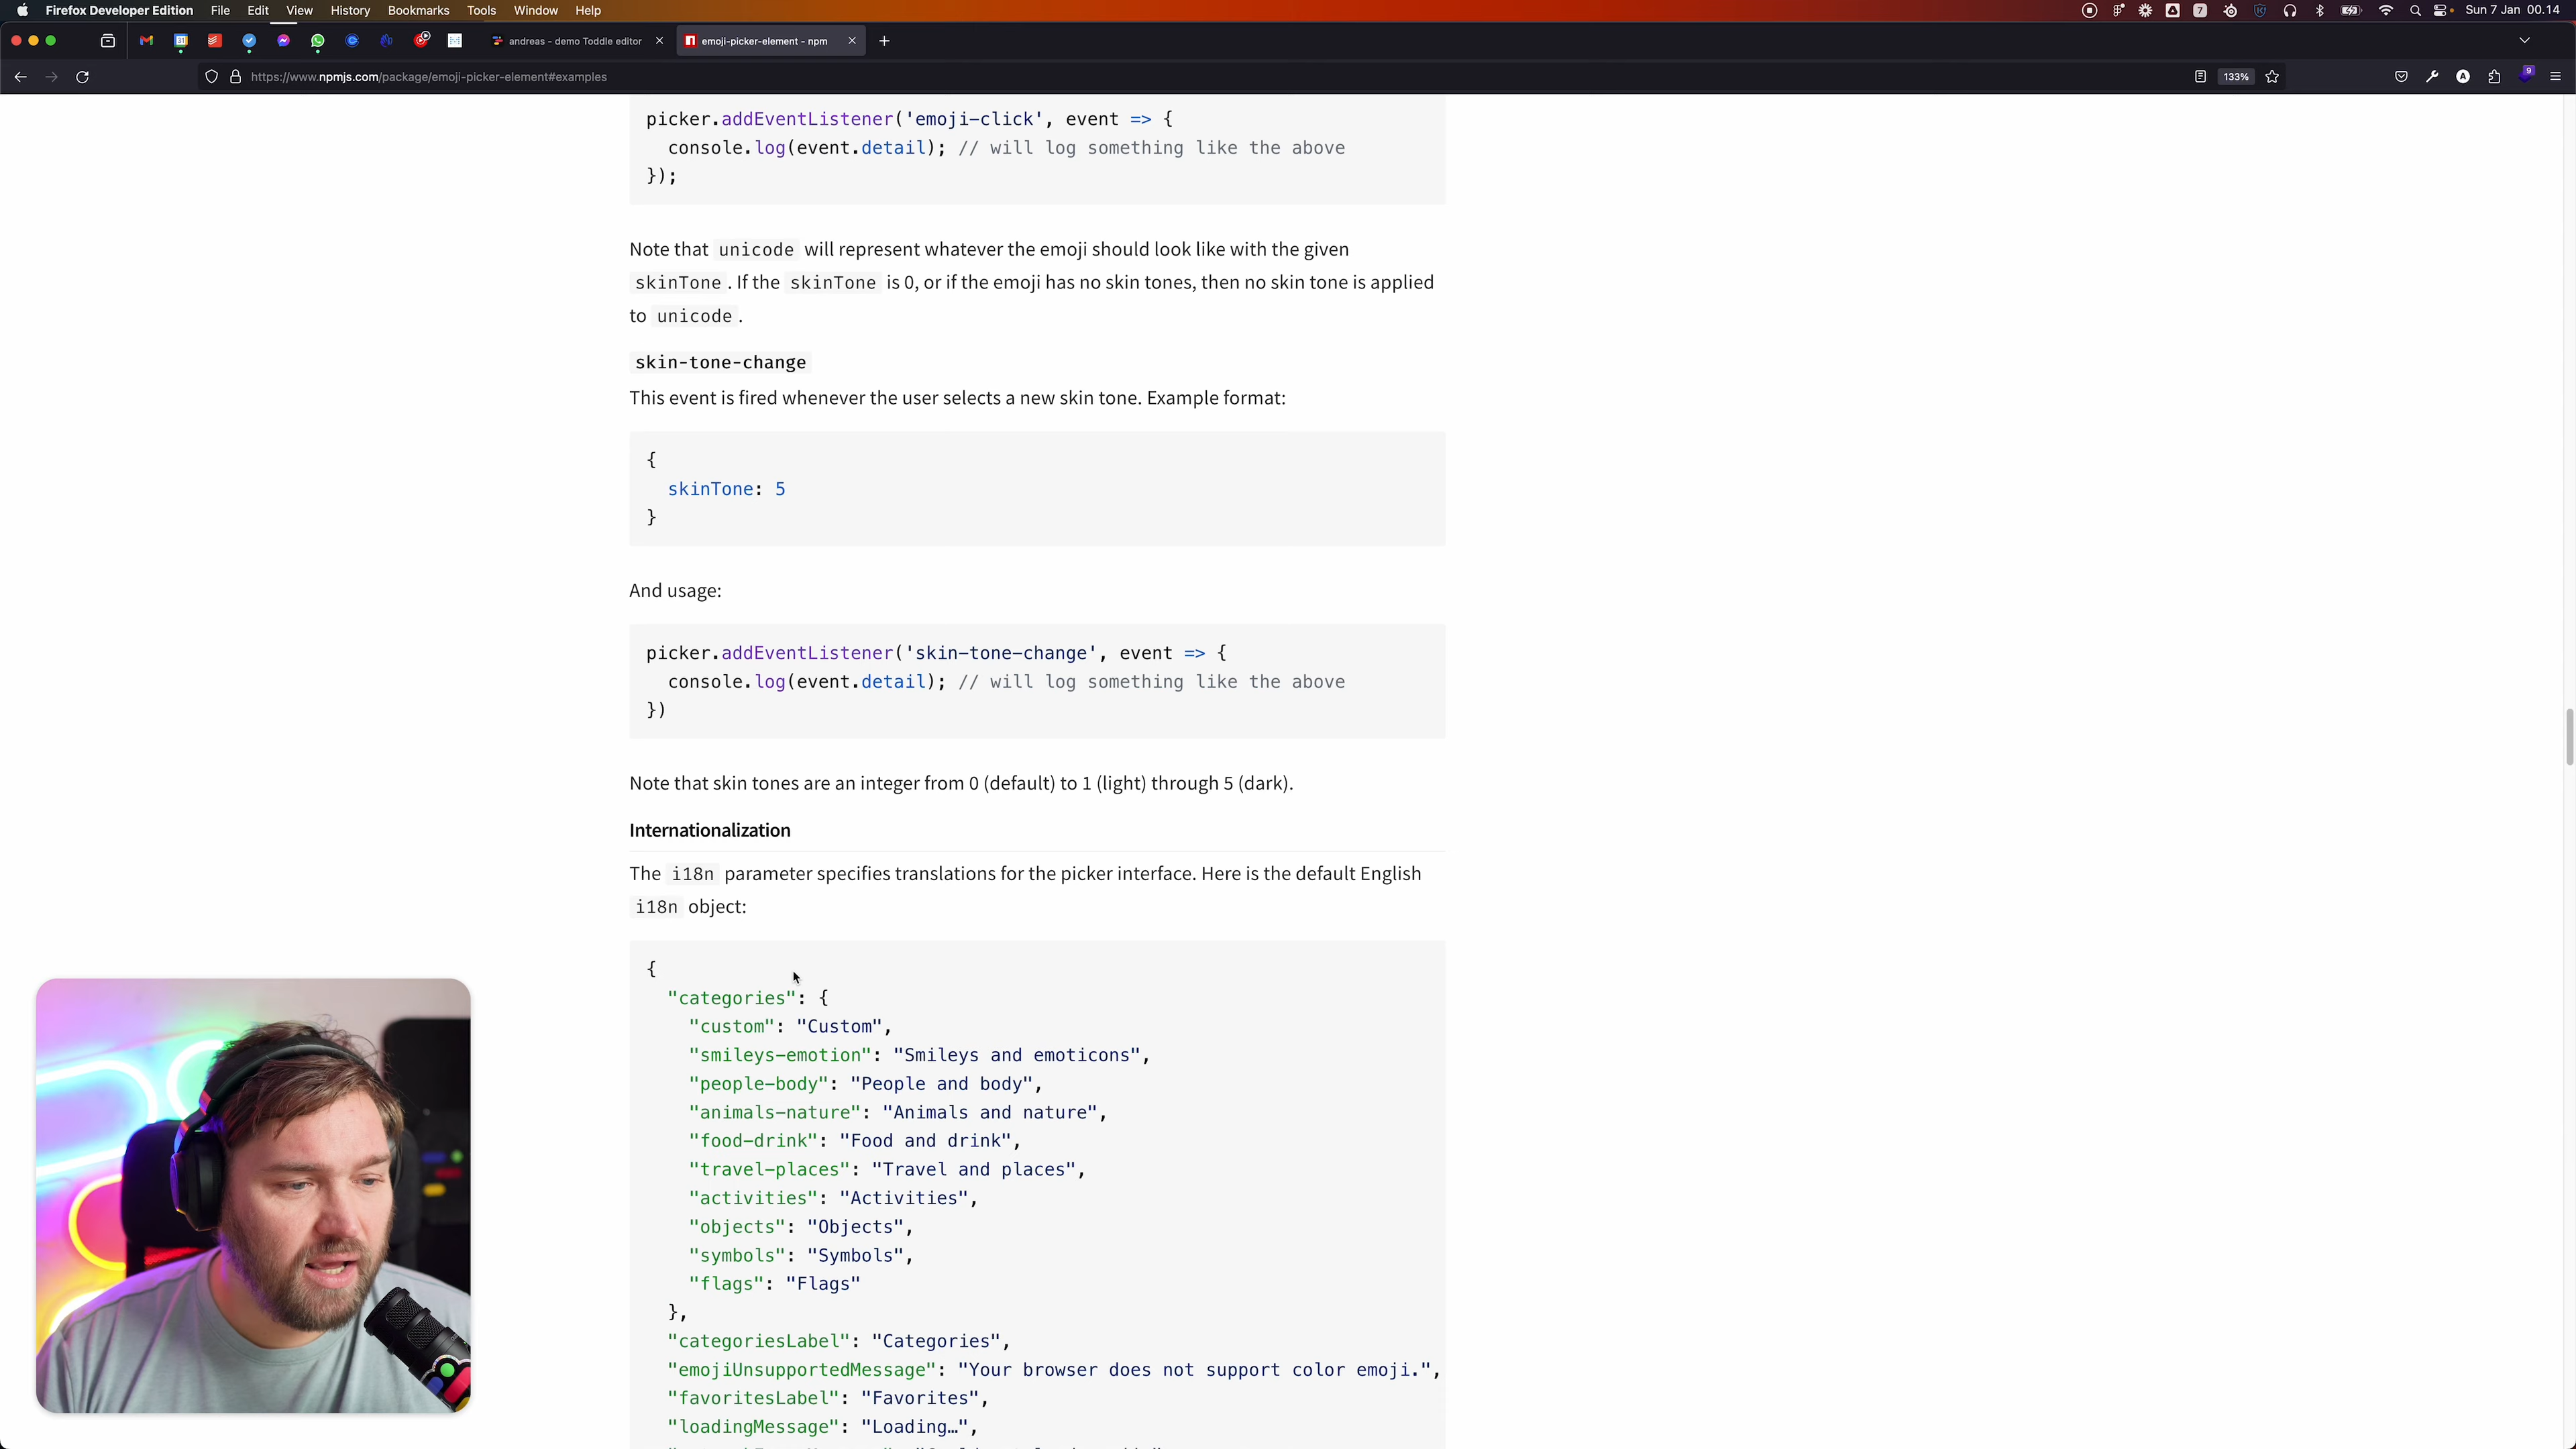 Firefox Developer Edition File Edit View History Bookmarks Tools Window Help 7 Sun 7 Jan 00.14
31 andreas - demo Toddle editor emoji-picker-element - npm
https://www.npmjs.com/package/emoji-picker-element#examples 133% A 9
picker.addEventListener('emoji-click', event => {
console.log(event.detail); // will log something like the above
});
Note that unicode will represent whatever the emoji should look like with the given
skinTone . If the skinTone is 0, or if the emoji has no skin tones, then no skin tone is applied
to unicode .
skin-tone-change
This event is fired whenever the user selects a new skin tone. Example format:
{
skinTone: 5
}
And usage:
picker.addEventListener('skin-tone-change', event => {
console.log(event.detail); // will log something like the above
})
Note that skin tones are an integer from 0 (default) to 1 (light) through 5 (dark).
Internationalization
The i18n parameter specifies translations for the picker interface. Here is the default English
i18n object:
{
"categories": {
"custom": "Custom",
"smileys-emotion": "Smileys and emoticons",
"people-body": "People and body",
"animals-nature": "Animals and nature",
"food-drink": "Food and drink",
"travel-places": "Travel and places",
"activities": "Activities",
"objects": "Objects",
"symbols": "Symbols",
"flags": "Flags"
},
"categoriesLabel": "Categories",
"emojiUnsupportedMessage": "Your browser does not support color emoji.",
"favoritesLabel": "Favorites",
"loadingMessage": "Loading…",